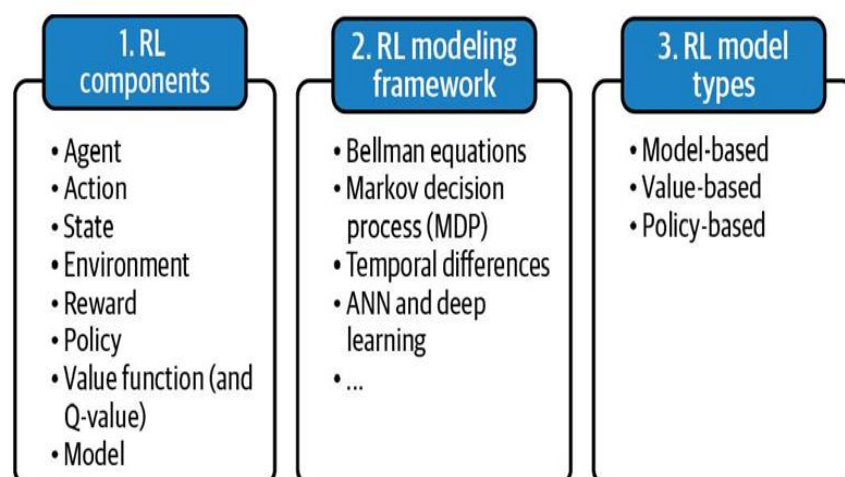 1. RL
components
• Agent
• Action
• State
• Environment
• Reward
• Policy
• Value function (and
Q-value)
• Model
2. RL modeling
framework
• Bellman equations
• Markov decision
process (MDP)
• Temporal differences
• ANN and deep
learning
• ...
3. RL model
types
• Model-based
• Value-based
• Policy-based